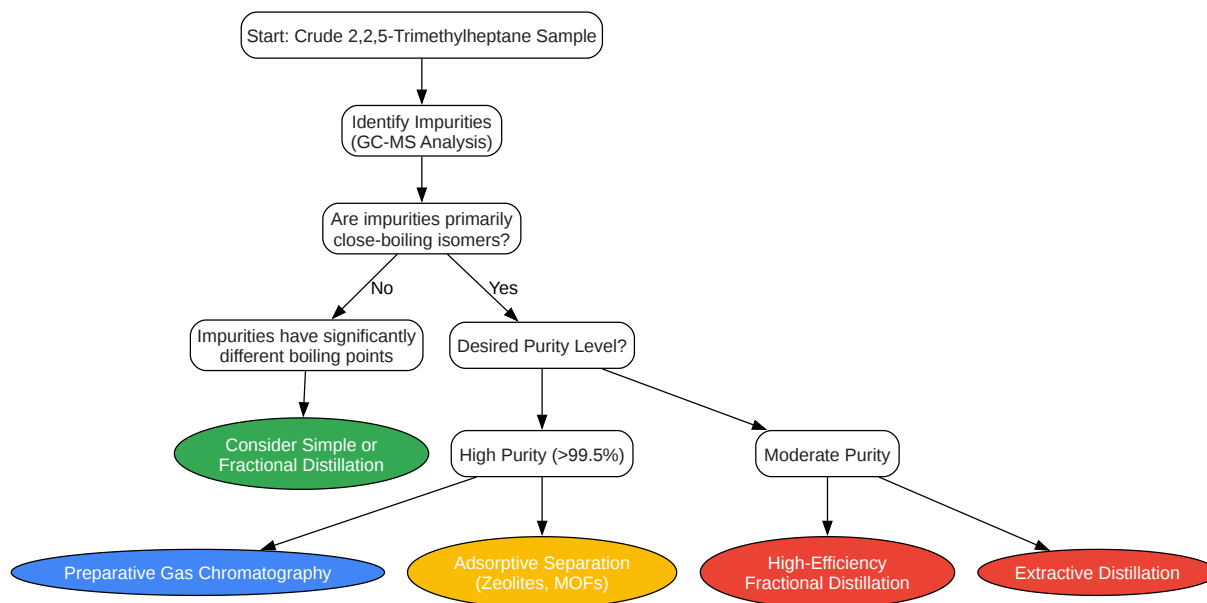 Start: Crude 2,2,5-Trimethylheptane Sample
Identify Impurities
(GC-MS Analysis)
Are impurities primarily
close-boiling isomers?
No
Yes
Impurities have significantly
different boiling points
Desired Purity Level?
Consider Simple or
Fractional Distillation
High Purity (>99.5%)
Moderate Purity
Preparative Gas Chromatography
Adsorptive Separation
(Zeolites, MOFs)
High-Efficiency
Fractional Distillation
Extractive Distillation